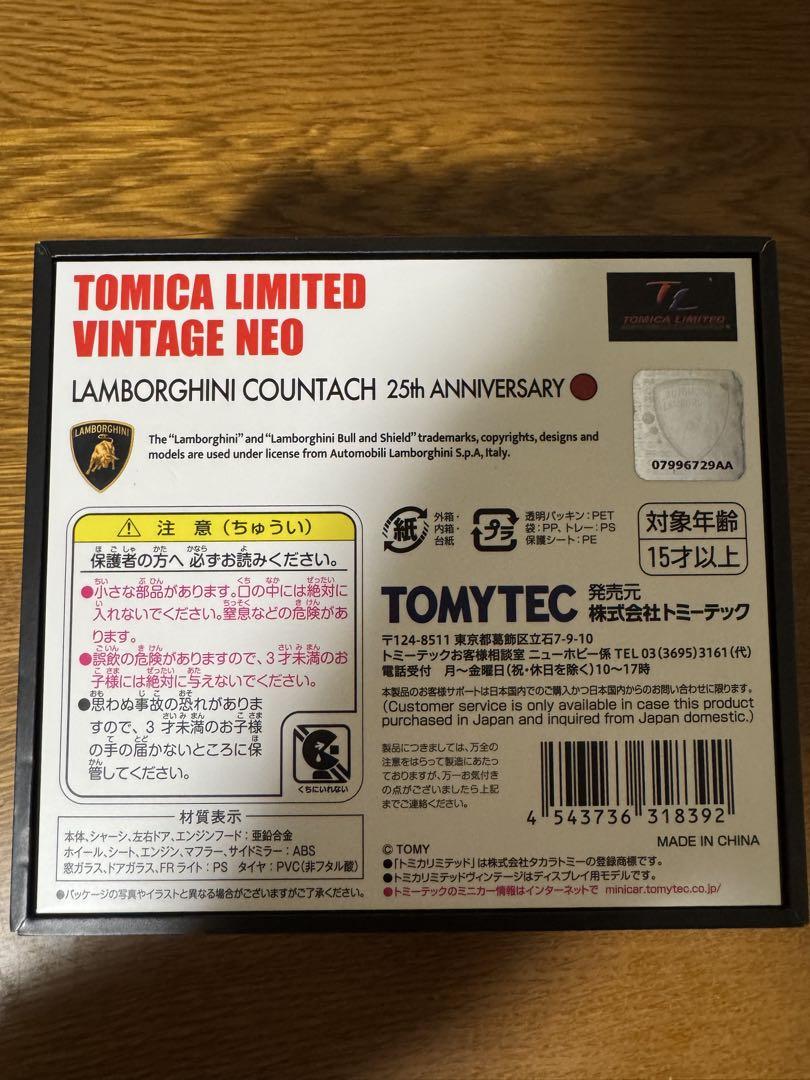 TOMICA LIMITED
VINTAGE NEO
TL
TOMICA LIMITED
LAMBORGHINI COUNTACH 25th ANNIVERSARY
LAMBORGHINI
The “Lamborghini” and “Lamborghini Bull and Shield” trademarks, copyrights, designs and
models are used under license from Automobili Lamborghini S.p.A, Italy.
07996729AA
注意(ちゅうい)
保護者の方へ 必ずお読みください。
●小さな部品があります。口の中には絶対に
入れないでください。窒息などの危険があ
ります。
●誤飲の危険がありますので、3才未満のお
子様には絶対に与えないでください。
●思わぬ事故の恐れがありま
すので、3才未満のお子様
の手の届かないところに保
管してください。
くちにいれない
材質表示
本体、シャーシ、左右ドア、エンジンフード：亜鉛合金
ホイール、シート、エンジン、マフラー、サイドミラー：ABS
窓ガラス、ドアガラス、FRライト：PS タイヤ：PVC(非フタル酸)
●パッケージの写真やイラストと異なる場合がございますがご了承ください。
紙
外箱・
内箱・
台紙
プラ
透明パッキン：PET
袋：PP、トレー：PS
保護シート：PE
対象年齢
15才以上
TOMYTEC
発売元
株式会社トミーテック
〒124-8511 東京都葛飾区立石7-9-10
トミーテックお客様相談室 ニューホビー係 TEL 03(3695)3161(代)
電話受付 月〜金曜日(祝・休日を除く)10〜17時
本製品のお客様サポートは日本国内でのご購入かつ日本国内からのお問い合わせに限ります。
(Customer service is only available in case this product
purchased in Japan and inquired from Japan domestic.)
製品につきましては、万全の
注意をはらって製造にあたっ
ておりますが、万一お気付き
の点がございましたら上記
までご連絡ください。
4 543736 318392
MADE IN CHINA
© TOMY
●「トミカリミテッド」は株式会社タカラトミーの登録商標です。
●トミカリミテッドヴィンテージはディスプレイ用モデルです。
●トミーテックのミニカー情報はインターネットで minicar.tomytec.co.jp/